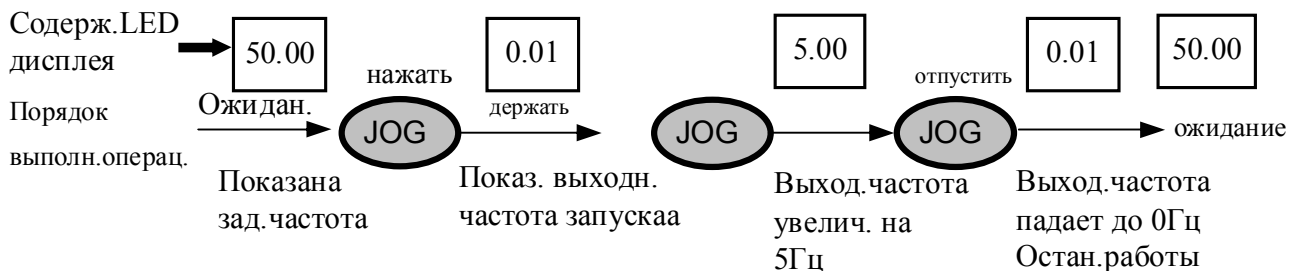 Содерж.LED
дисплея
50.00
0.01
5.00
0.01
50.00
нажать
отпустить
Порядок
выполн.операц.
Ожидан.
JOG
держать
JOG
JOG
ожидание
Показана
зад.частота
Показ. выходн.
частота запускаа
Выход.частота
увелич. на
5Гц
Выход.частота
падает до 0Гц
Остан.работы